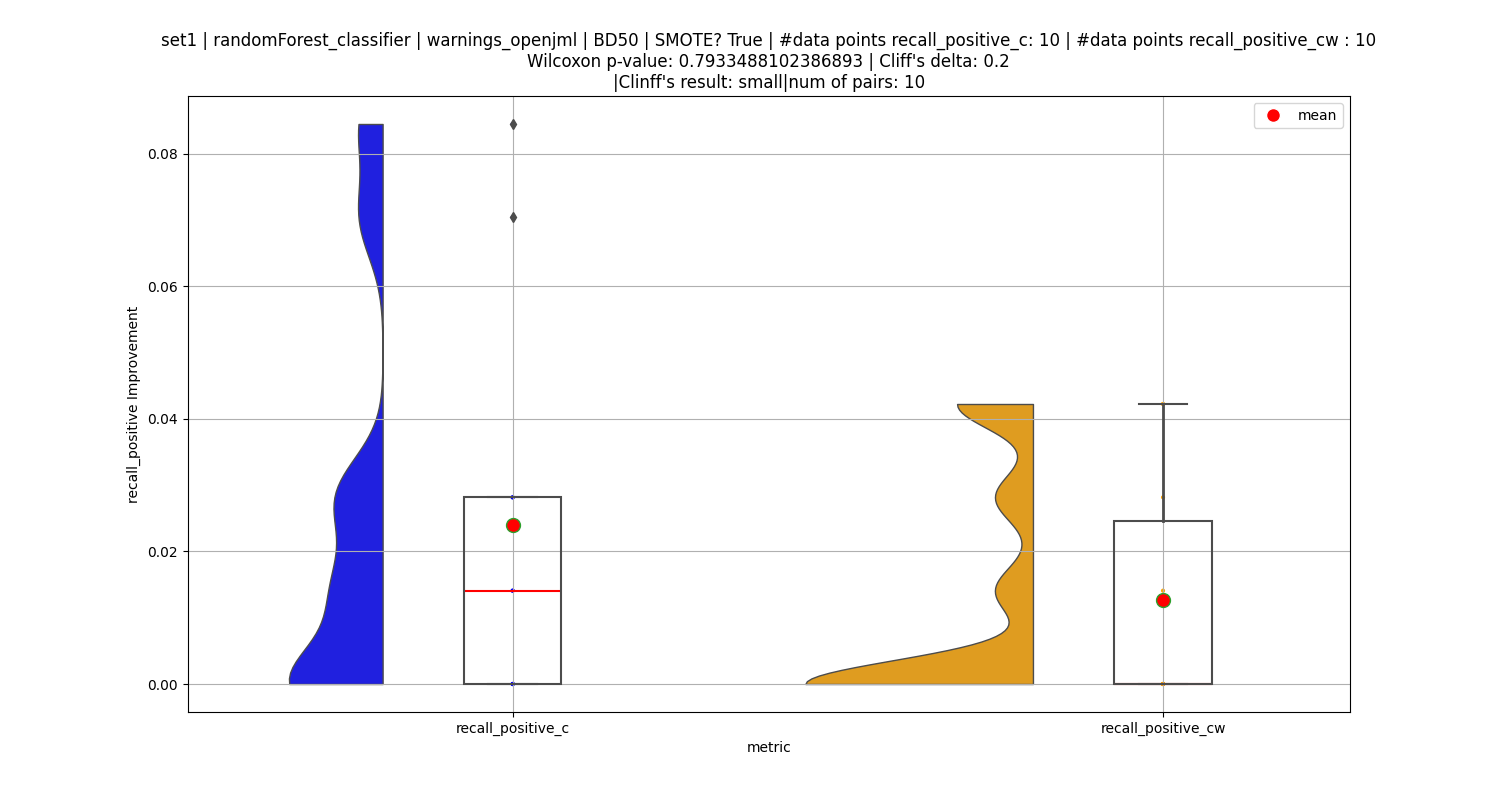 set1 | randomForest_classifier | warnings_openjml | BD50 | SMOTE? True | #data points recall_positive_c: 10 | #data points recall_positive_cw : 10
Wilcoxon p-value: 0.7933488102386893 | Cliff's delta: 0.2
|Clinff's result: small|num of pairs: 10
mean
0.08
0.06
0.04
0.02
0.00
recall_positive Improvement
recall_positive_c
recall_positive_cw
metric